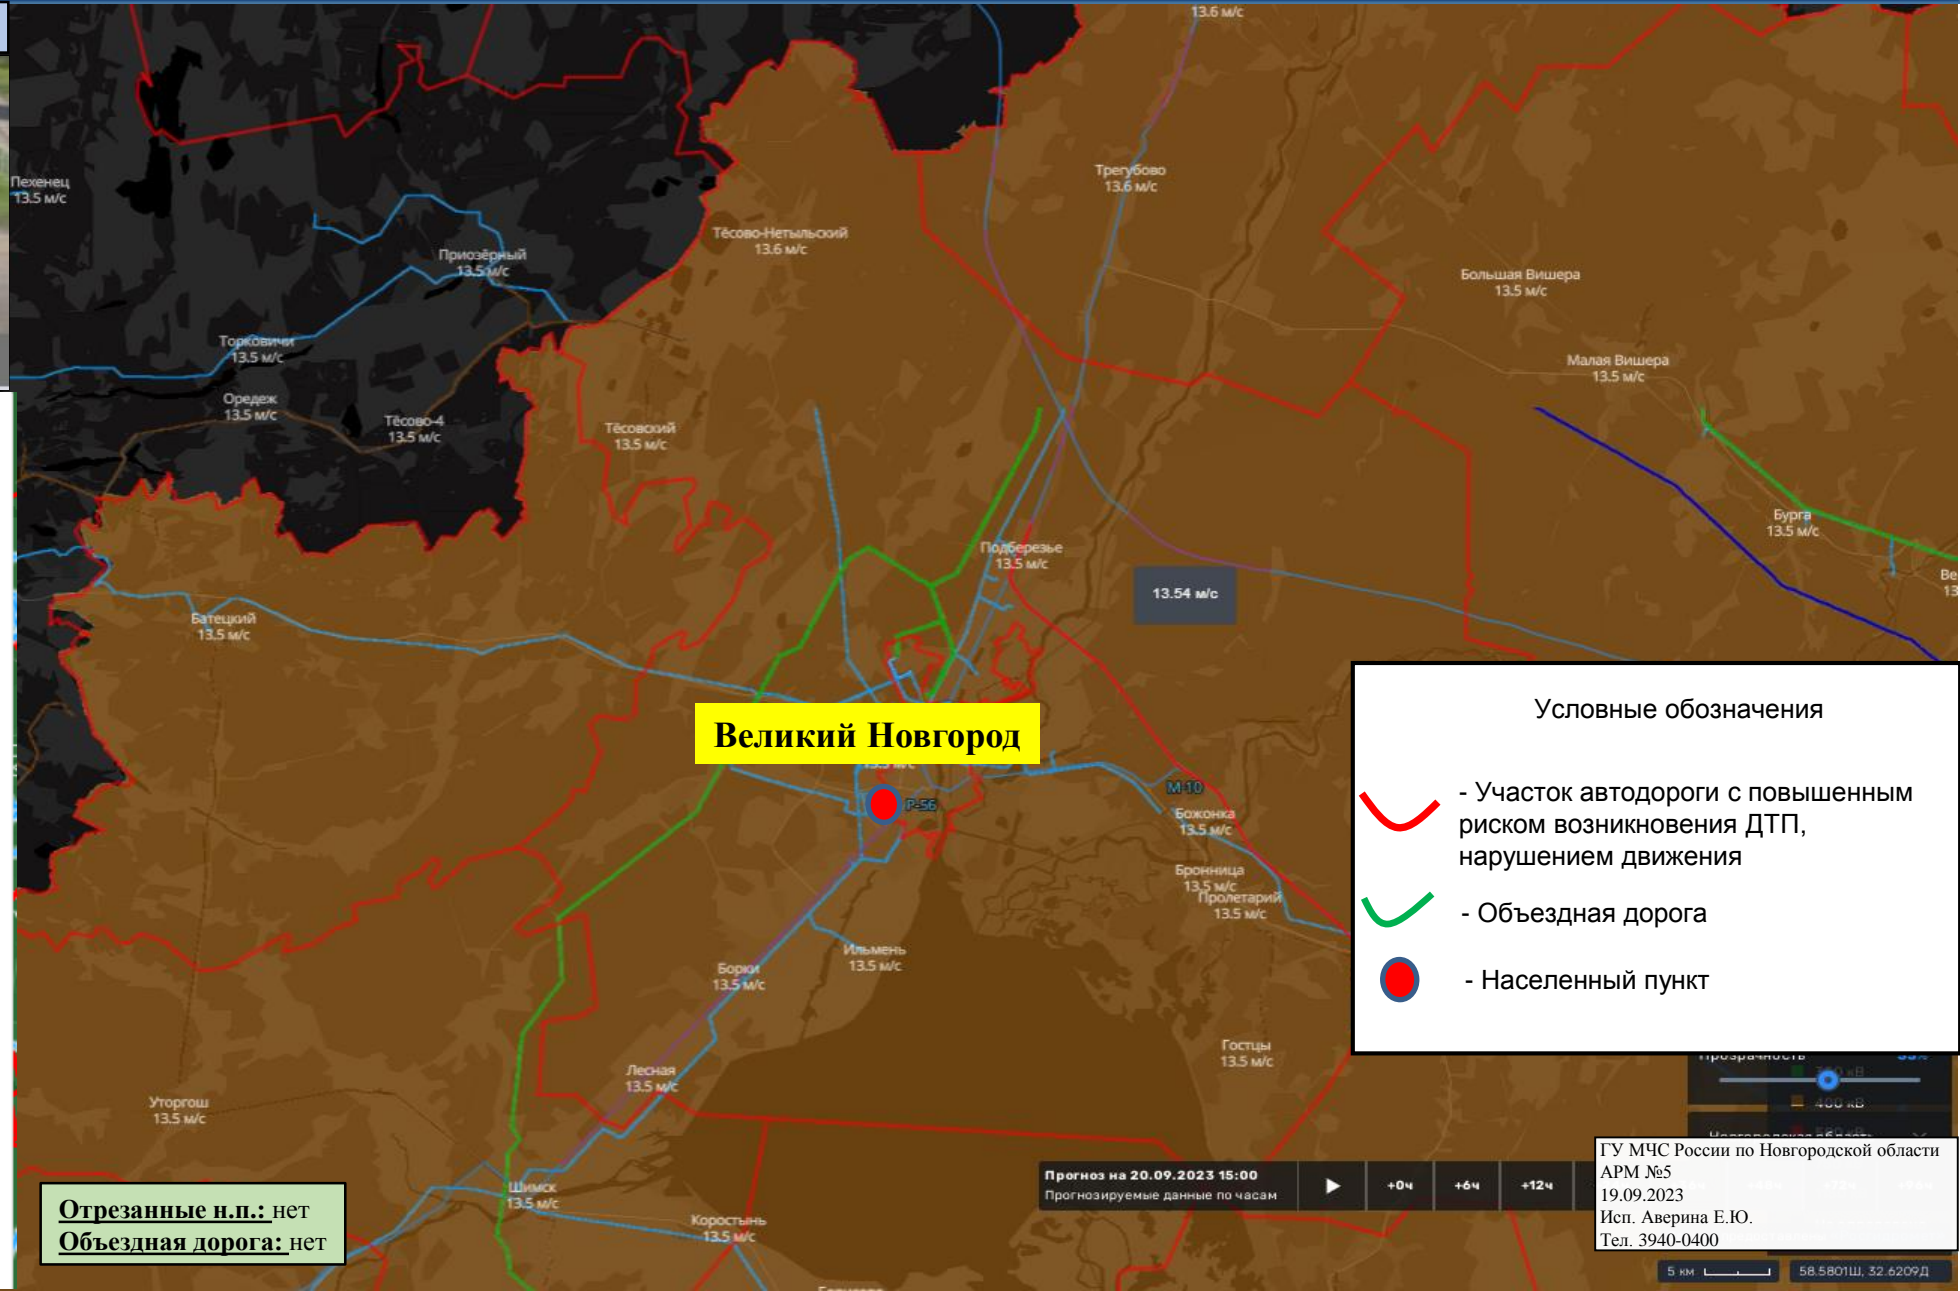 13.6 м/с
Пехенец
13.5 м/с
Трегубово
13.6 м/с
Тёсово-Нетыльский
13.6 м/с
Приозёрный
13.5 м/с
Большая Вишера
13.5 м/с
Торковичи
13.5 м/с
Малая Вишера
13.5 м/с
Оредеж
13.5 м/с
Тёсово-4
13.5 м/с
Тёсовский
13.5 м/с
Бурга
13.5 м/с
Подберезье
13.5 м/с
13.54 м/с
Ве
13
Батецкий
13.5 м/с
Великий Новгород
13.5 м/с
Р-56
М-10
Божонка
13.5 м/с
Бронница
13.5 м/с
Пролетарий
13.5 м/с
Ильмень
13.5 м/с
Борки
13.5 м/с
Гостцы
13.5 м/с
Лесная
13.5 м/с
Уторгош
13.5 м/с
Шимск
13.5 м/с
Коростынь
13.5 м/с
Условные обозначения
- Участок автодороги с повышенным
риском возникновения ДТП,
нарушением движения
- Объездная дорога
- Населенный пункт
Прозрачность
400 кВ
Прогноз на 20.09.2023 15:00
Прогнозируемые данные по часам
+0ч +6ч +12ч
ГУ МЧС России по Новгородской области
АРМ №5
19.09.2023
Исп. Аверина Е.Ю.
Тел. 3940-0400
Отрезанные н.п.: нет
Объездная дорога: нет
5 км
58.5801Ш, 32.6209Д